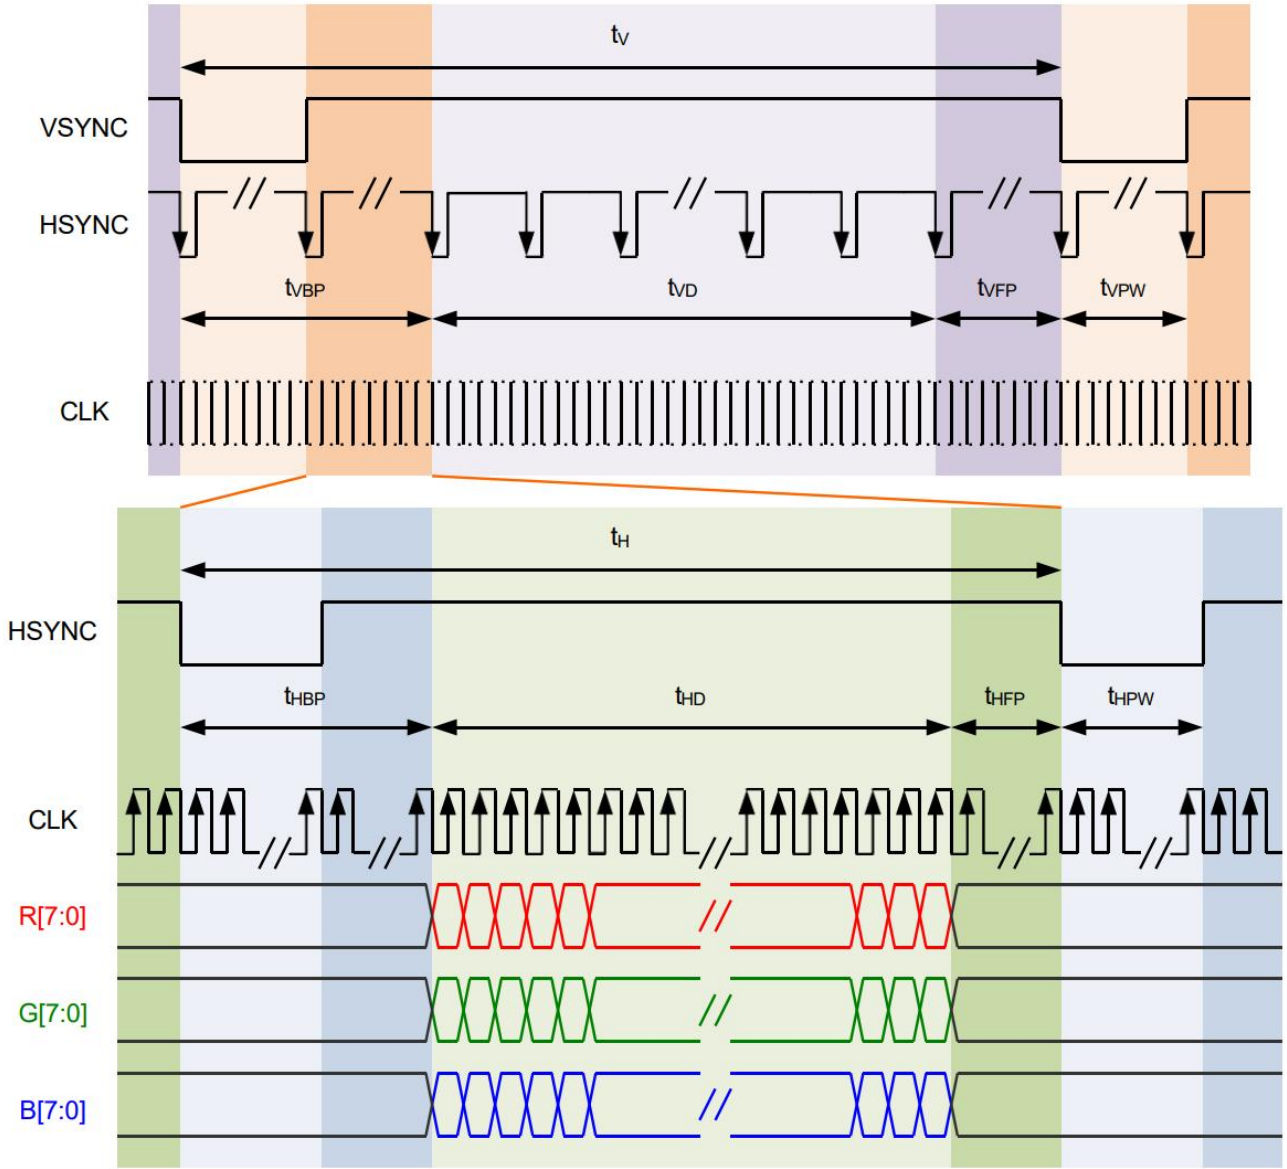 tV
VSYNC
HSYNC
tVBP
tVD
tVFP
tVPW
CLK
tH
HSYNC
tHBP
tHD
tHFP
tHPW
CLK
R[7:0]
G[7:0]
B[7:0]